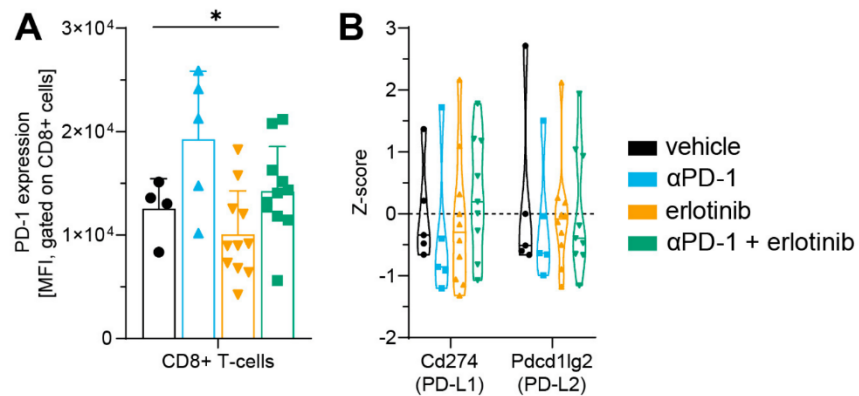 A
PD-1 expression
[MFI, gated on CD8+ cells]
3×10⁴
2×10⁴
1×10⁴
0
*
CD8+ T-cells
B
Z-score
3
2
1
0
-1
-2
Cd274
(PD-L1)
Pdcd1lg2
(PD-L2)
vehicle
αPD-1
erlotinib
αPD-1 + erlotinib